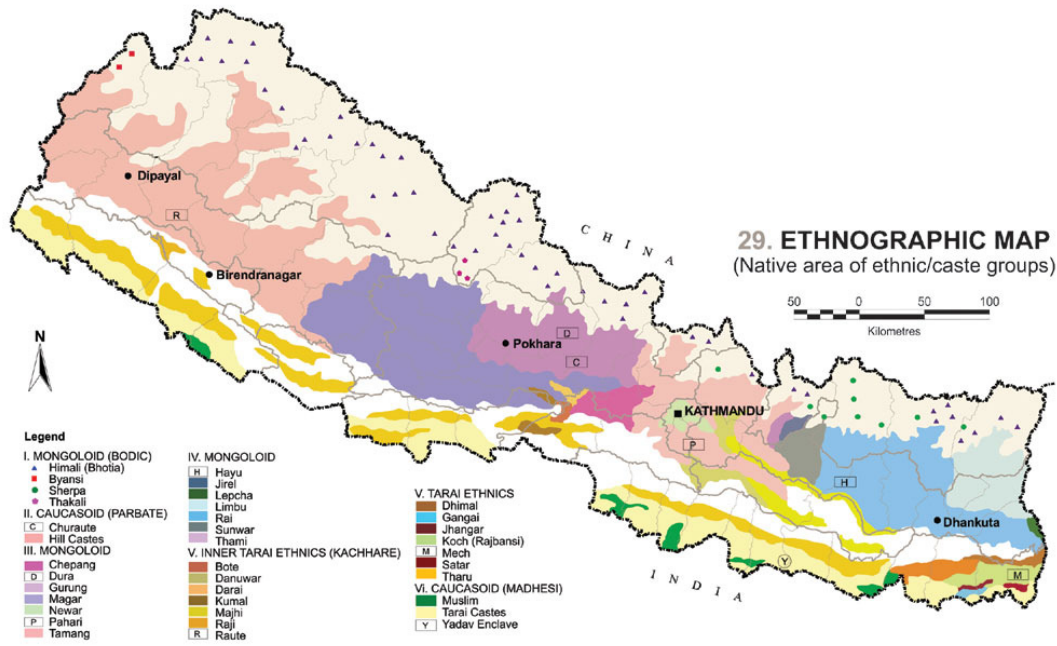 CHINA
29. ETHNOGRAPHIC MAP
(Native area of ethnic/caste groups)
50 0 60 100
Kilometres
Dipayal
R
Birendranagar
D
Pokhara
C
N
KATHMANDU
P
H
Dhankuta
M
Y
INDIA
Legend
I. MONGOLOID (BODIC)
Himali (Bhotia)
Byansi
Sherpa
Thakali
II. CAUCASOID (PARBATE)
C Churaute
Hill Castes
III. MONGOLOID
Chepang
D Dura
Gurung
Magar
Newar
P Pahari
Tamang
IV. MONGOLOID
H Hayu
Jirel
Lepcha
Limbu
Rai
Sunwar
Thami
V. INNER TARAI ETHNICS (KACHHARE)
Bote
Danuwar
Darai
Kumal
Majhi
Raji
R Raute
V. TARAI ETHNICS
Dhimal
Gangai
Jhangar
Koch (Rajbansi)
M Mech
Satar
Tharu
Vi. CAUCASOID (MADHESI)
Muslim
Tarai Castes
Y Yadav Enclave